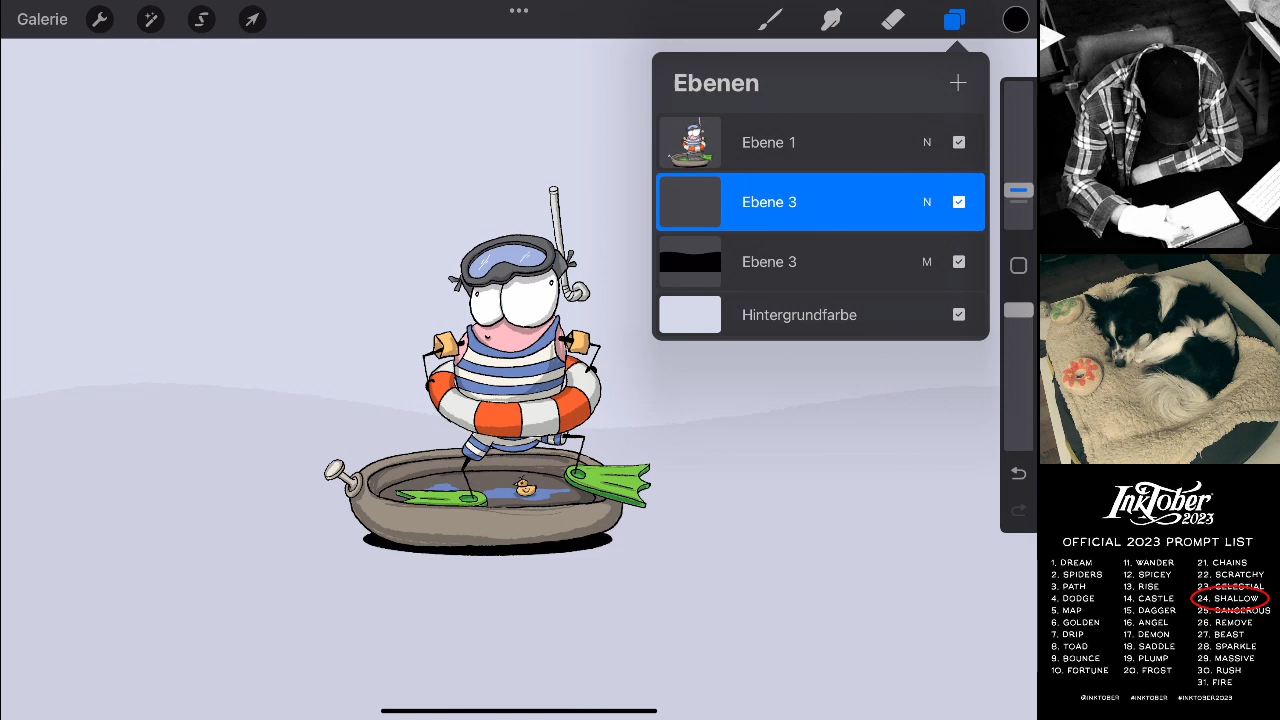 Galerie
Ebenen
Ebene 1 N
Ebene 3 N
Ebene 3 M
Hintergrundfarbe
InkTober
2023
OFFICIAL 2023 PROMPT LIST
1. DREAM
2. SPIDERS
3. PATH
4. DODGE
5. MAP
6. GOLDEN
7. DRIP
8. TOAD
9. BOUNCE
10. FORTUNE
11. WANDER
12. SPICEY
13. RISE
14. CASTLE
15. DAGGER
16. ANGEL
17. DEMON
18. SADDLE
19. PLUMP
20. FROST
21. CHAINS
22. SCRATCHY
23. CELESTIAL
24. SHALLOW
25. DANGEROUS
26. REMOVE
27. BEAST
28. SPARKLE
29. MASSIVE
30. RUSH
31. FIRE
@INKTOBER #INKTOBER #INKTOBER2023